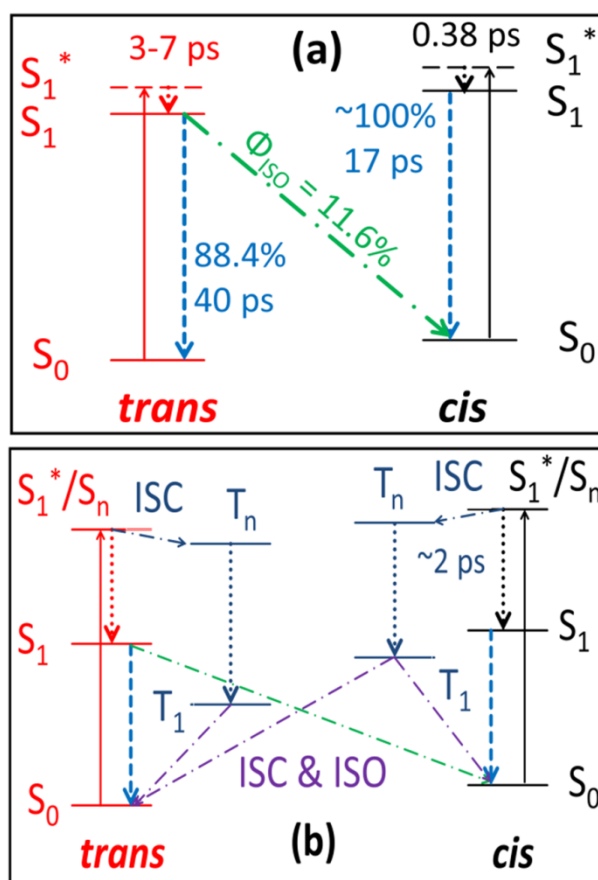 (a)
3-7 ps
0.38 ps
S₁*
S₁*
S₁
S₁
~100%
17 ps
Φ_ISO = 11.6%
88.4%
40 ps
S₀
S₀
trans
cis
S₁*/Sₙ
ISC
Tₙ
Tₙ
ISC
S₁*/Sₙ
~2 ps
S₁
S₁
T₁
T₁
ISC & ISO
S₀
S₀
trans
(b)
cis